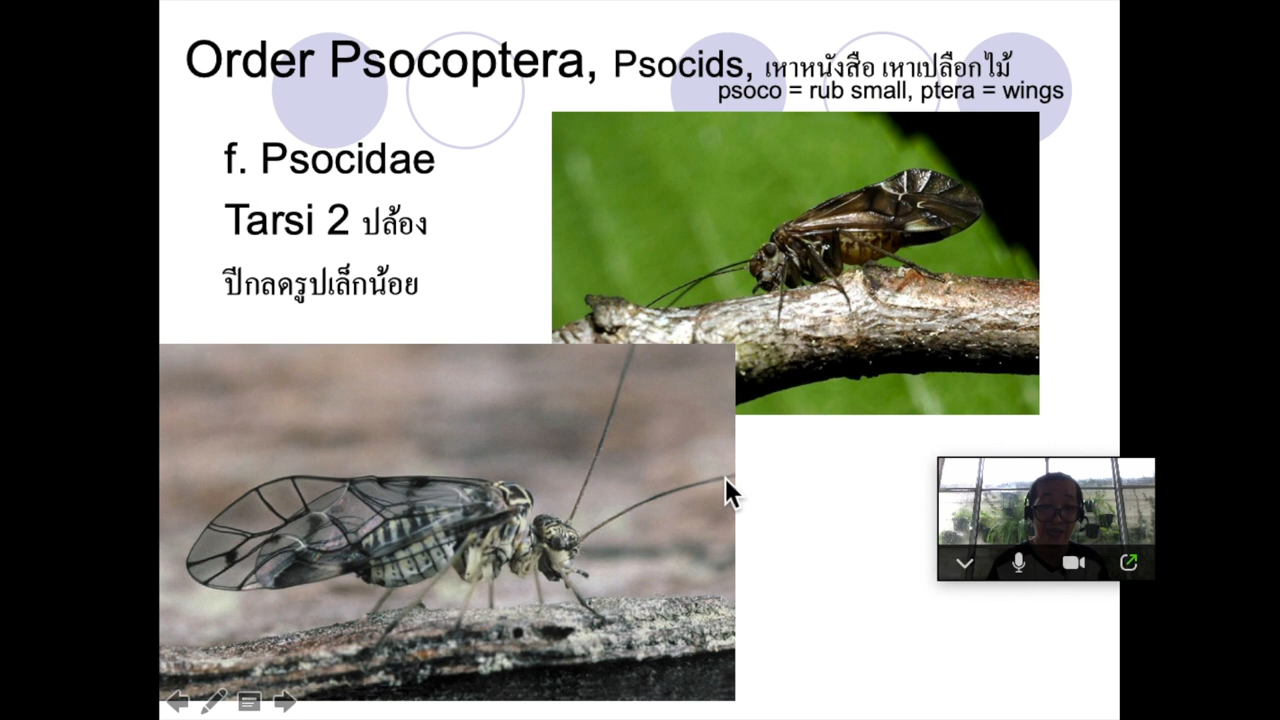 Order Psocoptera, Psocids, เหาหนังสือ เหาเปลือกไม้
psoco = rub small, ptera = wings
f. Psocidae
Tarsi 2 ปล้อง
ปีกลดรูปเล็กน้อย